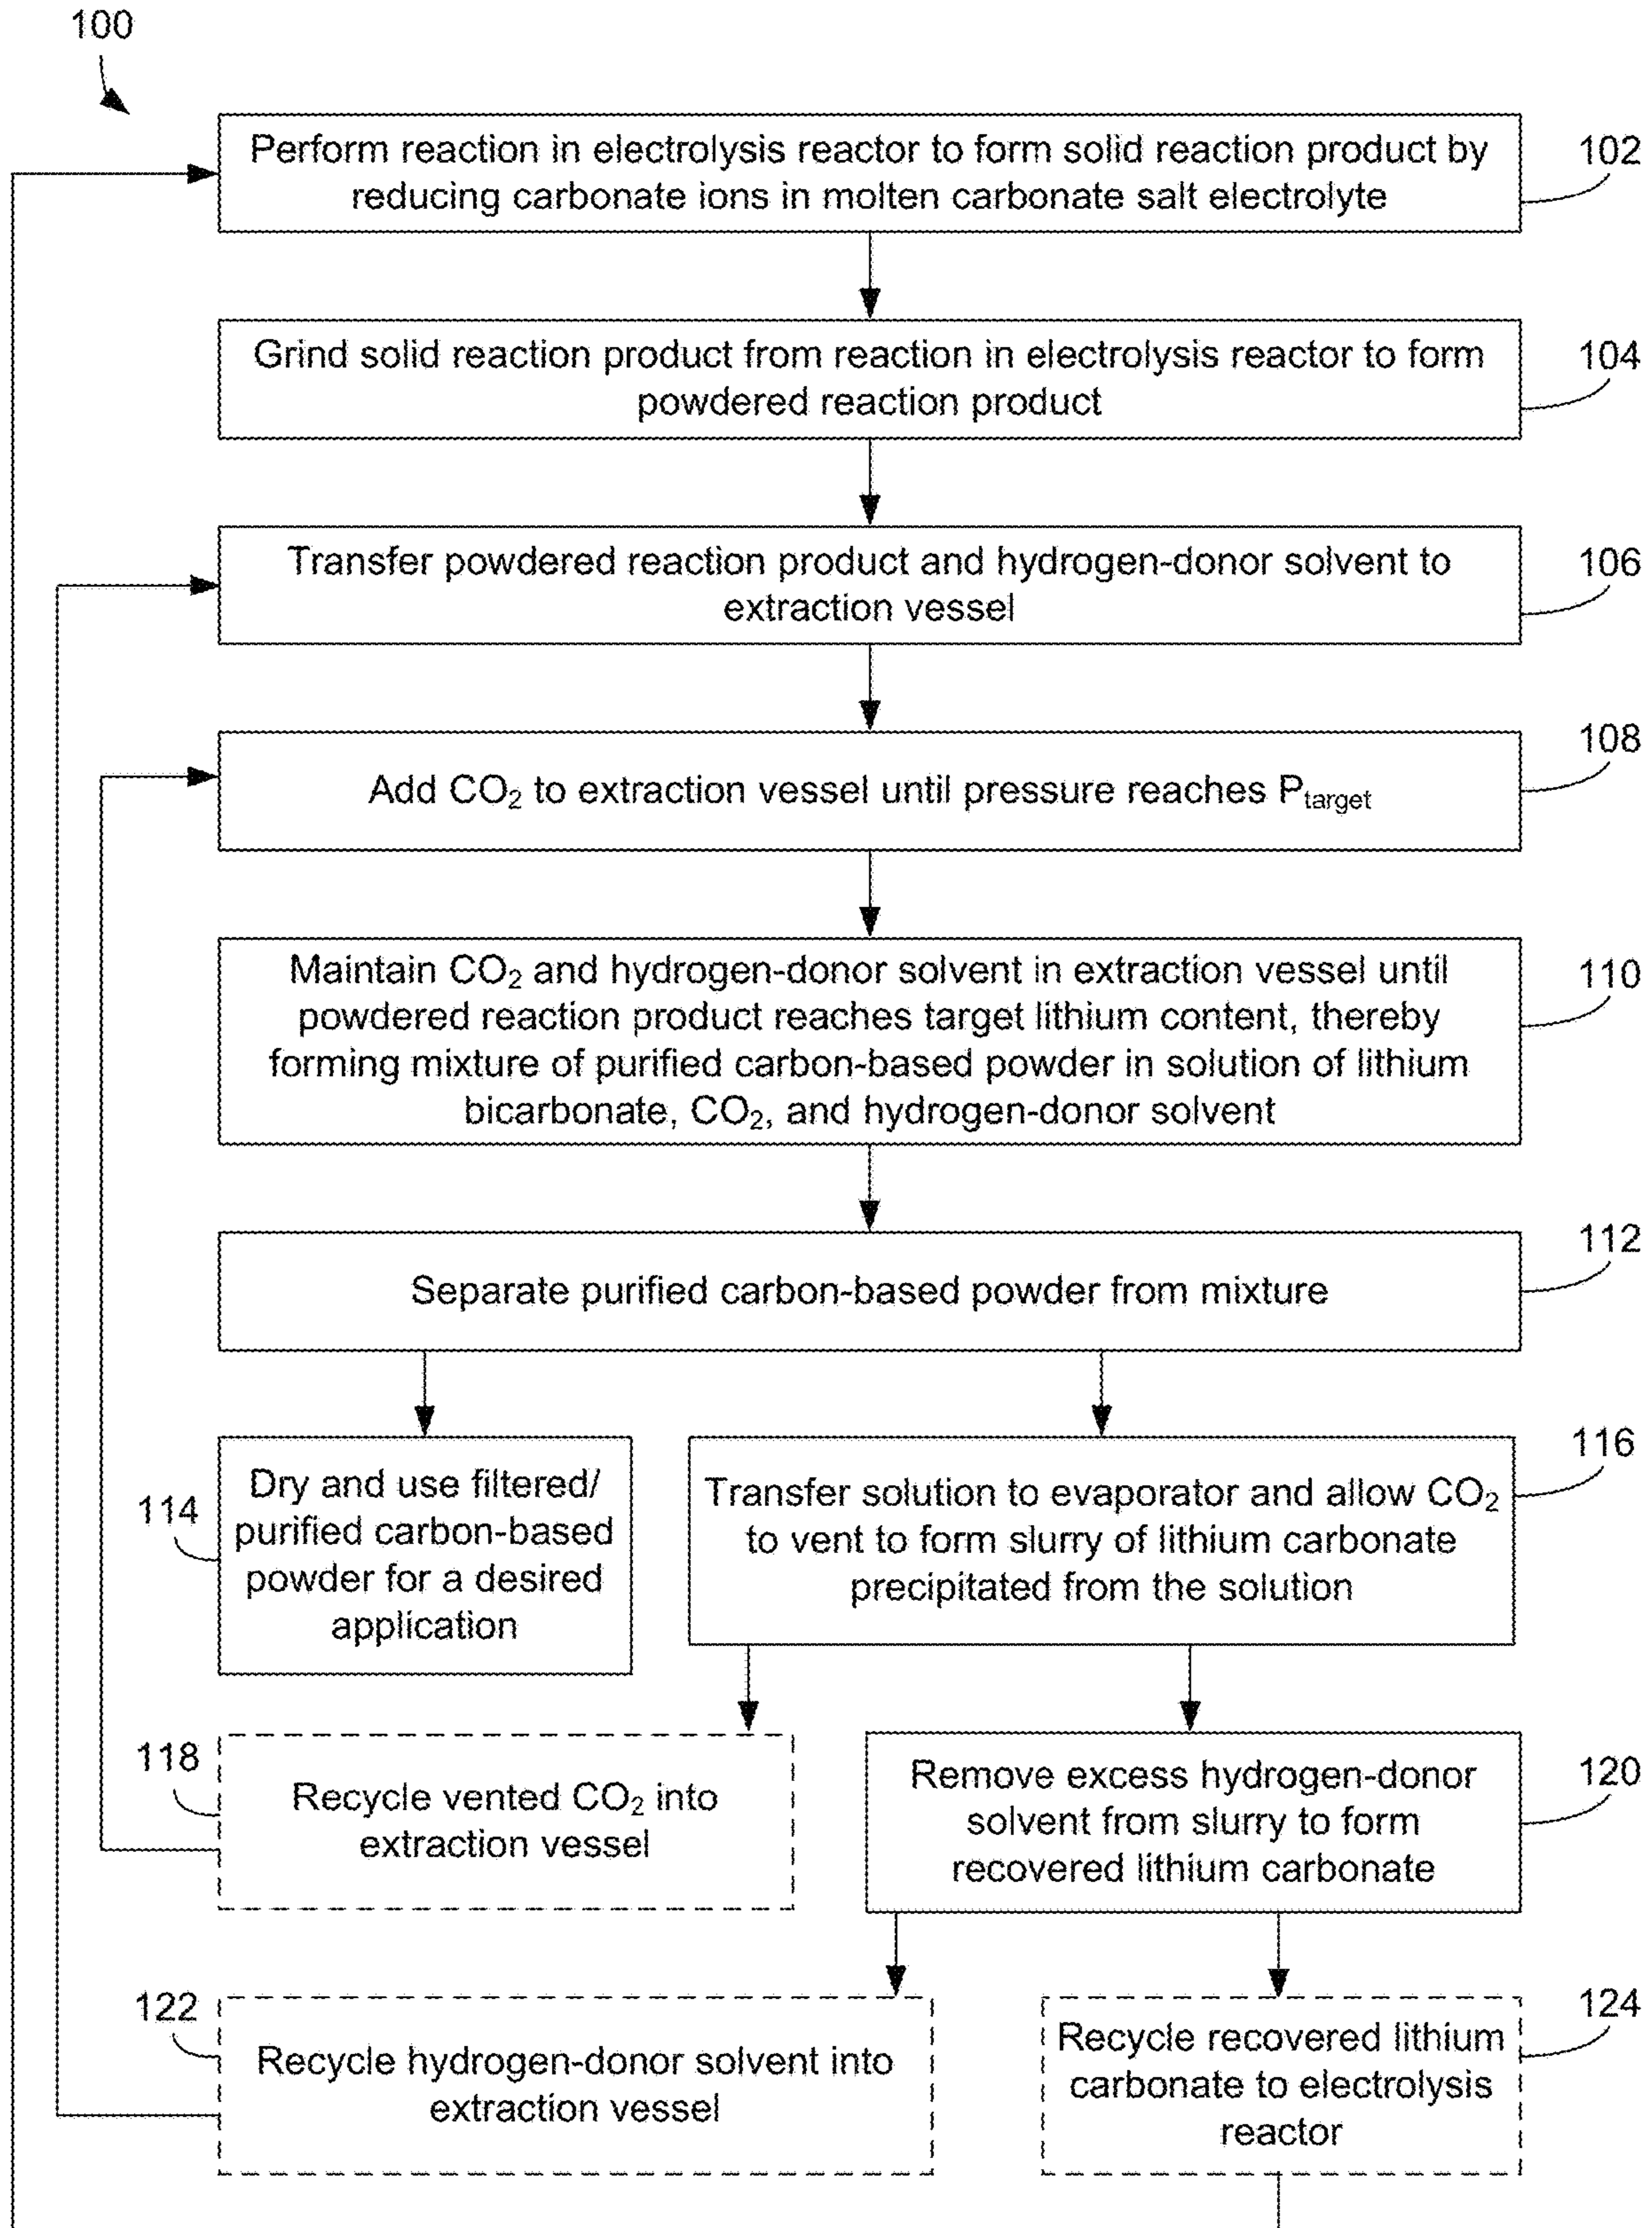 100
Perform reaction in electrolysis reactor to form solid reaction product by
reducing carbonate ions in molten carbonate salt electrolyte
102
Grind solid reaction product from reaction in electrolysis reactor to form
powdered reaction product
104
Transfer powdered reaction product and hydrogen-donor solvent to
extraction vessel
106
Add CO₂ to extraction vessel until pressure reaches Ptarget
108
Maintain CO₂ and hydrogen-donor solvent in extraction vessel until
powdered reaction product reaches target lithium content, thereby
forming mixture of purified carbon-based powder in solution of lithium
bicarbonate, CO₂, and hydrogen-donor solvent
110
Separate purified carbon-based powder from mixture
112
114
Dry and use filtered/
purified carbon-based
powder for a desired
application
Transfer solution to evaporator and allow CO₂
to vent to form slurry of lithium carbonate
precipitated from the solution
116
118
Recycle vented CO₂ into
extraction vessel
Remove excess hydrogen-donor
solvent from slurry to form
recovered lithium carbonate
120
122
Recycle hydrogen-donor solvent into
extraction vessel
Recycle recovered lithium
carbonate to electrolysis
reactor
124